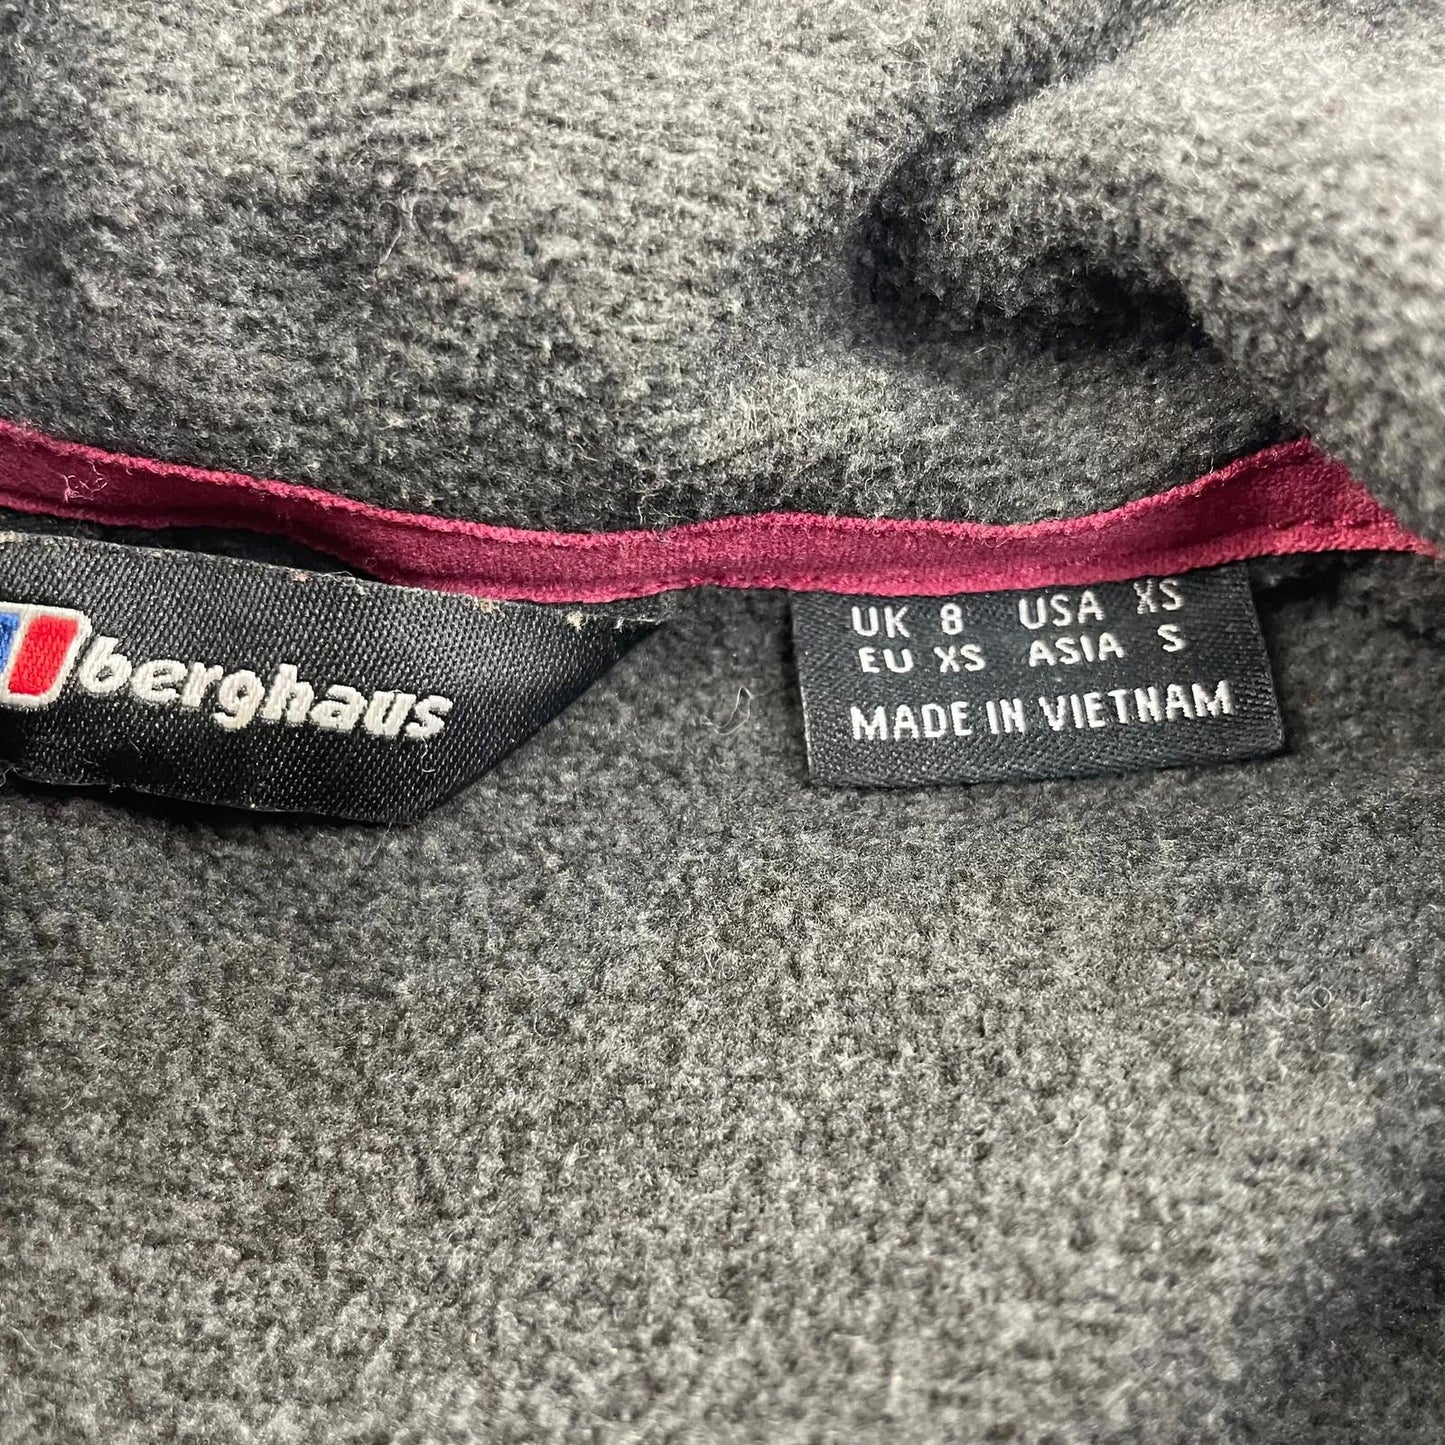 berghaus
UK 8 USA XS
EU XS ASIA S
MADE IN VIETNAM